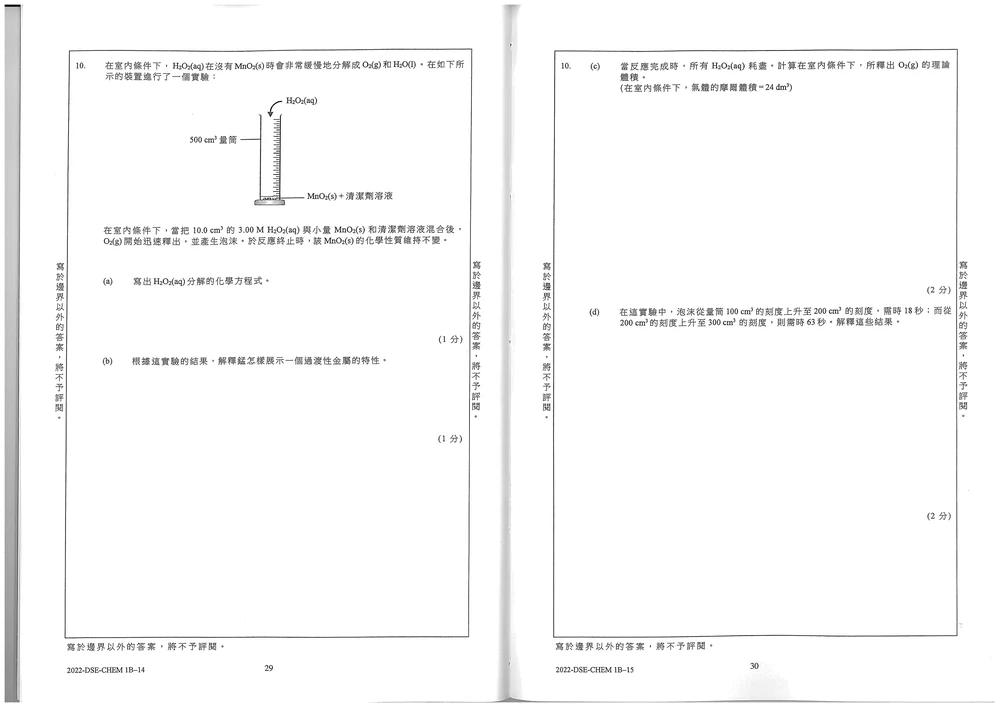 10. 在室內條件下，H₂O₂(aq)在沒有MnO₂(s)時會非常緩慢地分解成O₂(g)和H₂O(l)。在如下所
示的裝置進行了一個實驗：
H₂O₂(aq)
500 cm³ 量筒
MnO₂(s) + 清潔劑溶液
在室內條件下，當把 10.0 cm³ 的 3.00 M H₂O₂(aq) 與小量 MnO₂(s) 和清潔劑溶液混合後，
O₂(g)開始迅速釋出，並產生泡沫。於反應終止時，該MnO₂(s)的化學性質維持不變。
(a) 寫出H₂O₂(aq)分解的化學方程式。
(1 分)
(b) 根據這實驗的結果，解釋錳怎樣展示一個過渡性金屬的特性。
(1 分)
寫於邊界以外的答案，將不予評閱。
寫於邊界以外的答案，將不予評閱。
寫於邊界以外的答案，將不予評閱。
2022-DSE-CHEM 1B–14
29
10. (c) 當反應完成時，所有 H₂O₂(aq) 耗盡。計算在室內條件下，所釋出 O₂(g) 的理論
體積。
(在室內條件下，氣體的摩爾體積 = 24 dm³)
(2 分)
(d) 在這實驗中，泡沫從量筒 100 cm³ 的刻度上升至 200 cm³ 的刻度，需時 18 秒；而從
200 cm³ 的刻度上升至 300 cm³ 的刻度，則需時 63 秒。解釋這些結果。
(2 分)
寫於邊界以外的答案，將不予評閱。
寫於邊界以外的答案，將不予評閱。
寫於邊界以外的答案，將不予評閱。
2022-DSE-CHEM 1B–15
30